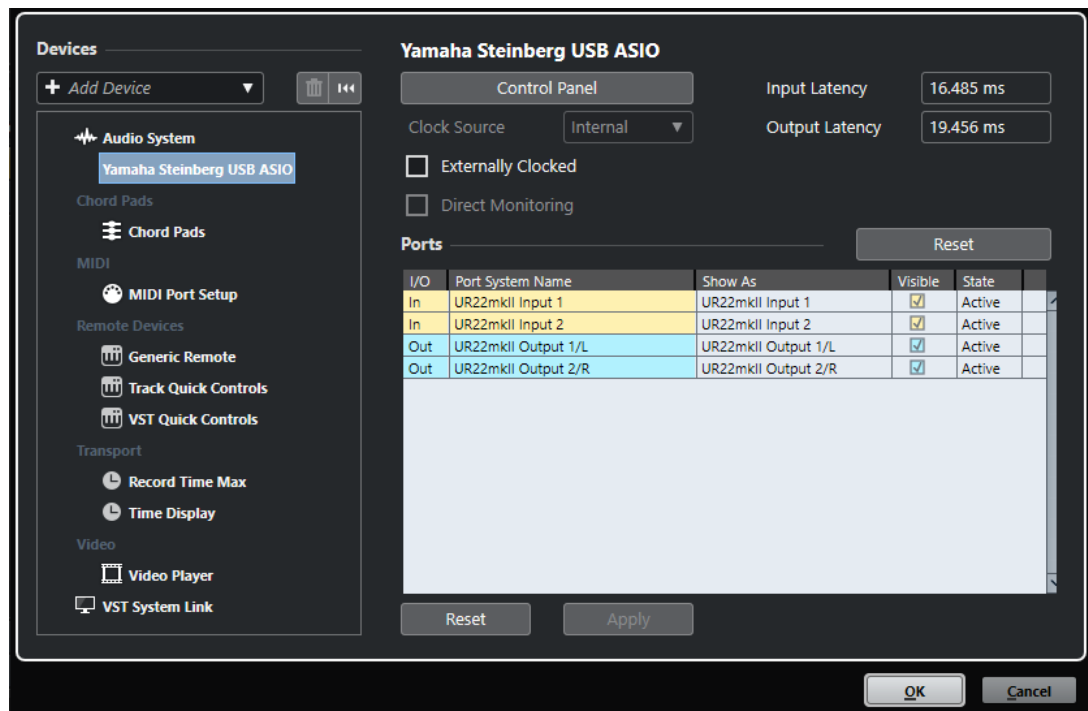 Devices
+ Add Device
Audio System
Yamaha Steinberg USB ASIO
Chord Pads
Chord Pads
MIDI
MIDI Port Setup
Remote Devices
Generic Remote
Track Quick Controls
VST Quick Controls
Transport
Record Time Max
Time Display
Video
Video Player
VST System Link
Yamaha Steinberg USB ASIO
Control Panel
Input Latency 16.485 ms
Clock Source Internal
Output Latency 19.456 ms
Externally Clocked
Direct Monitoring
Ports
Reset
I/O Port System Name Show As Visible State
In UR22mkII Input 1 UR22mkII Input 1 Active
In UR22mkII Input 2 UR22mkII Input 2 Active
Out UR22mkII Output 1/L UR22mkII Output 1/L Active
Out UR22mkII Output 2/R UR22mkII Output 2/R Active
Reset Apply
OK Cancel